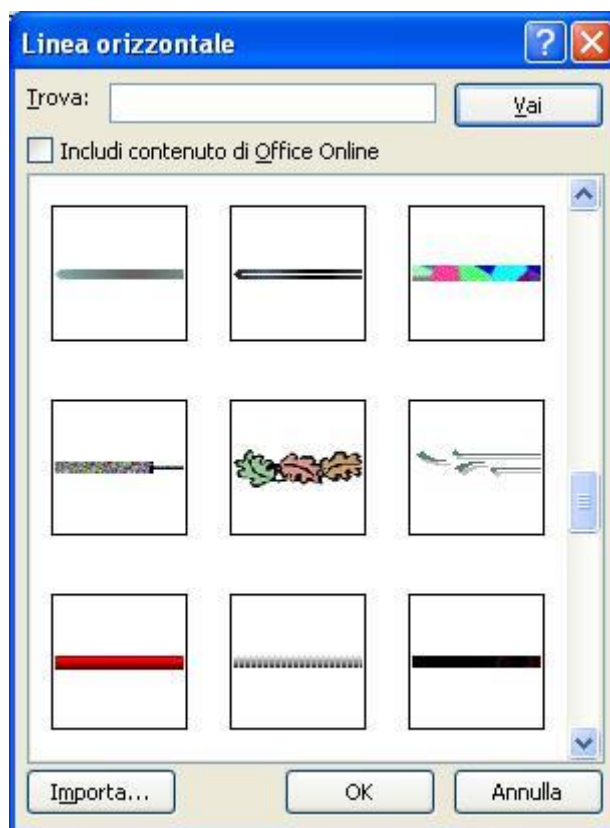 Linea orizzontale
Trova:
Vai
Includi contenuto di Office Online
Importa...
OK
Annulla